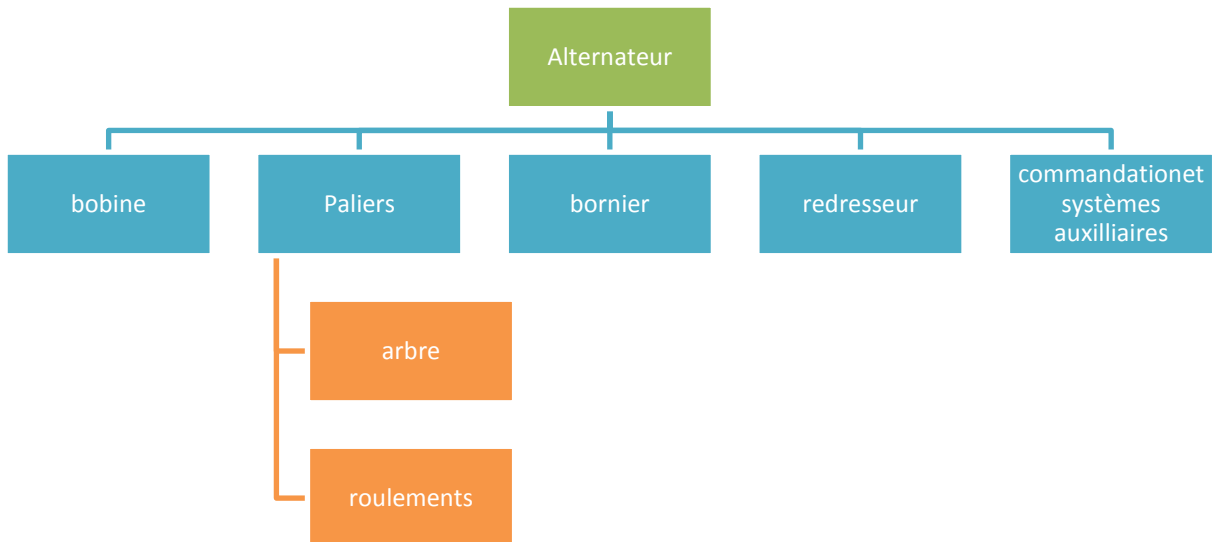 Alternateur
bobine
Paliers
bornier
redresseur
commandationet
systèmes
auxilliaires
arbre
roulements